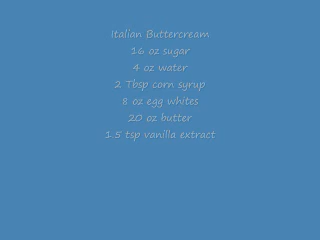 Italian Buttercream
16 oz sugar
4 oz water
2 Tbsp corn syrup
8 oz egg whites
20 oz butter
1.5 tsp vanilla extract